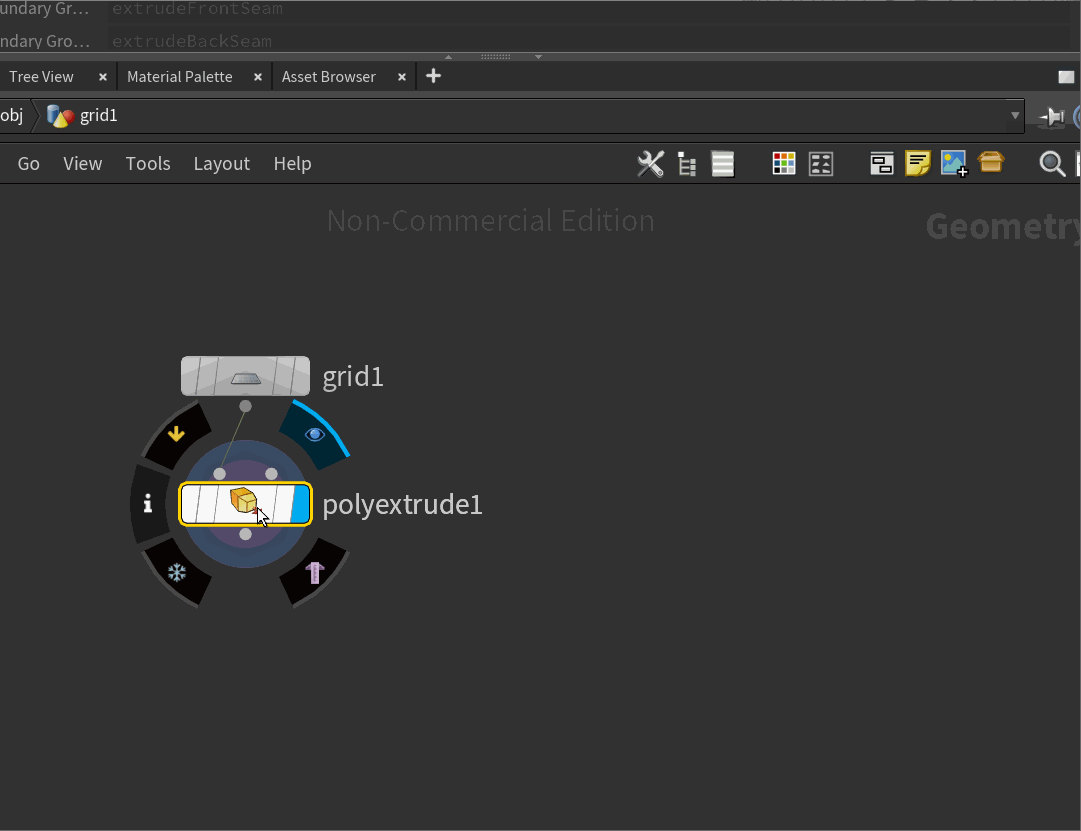 undary Gr... extrudeFrontSeam
ndary Gro... extrudeBackSeam
Tree View × Material Palette × Asset Browser × +
obj grid1
Go View Tools Layout Help
Non-Commercial Edition
Geometry
grid1
polyextrude1